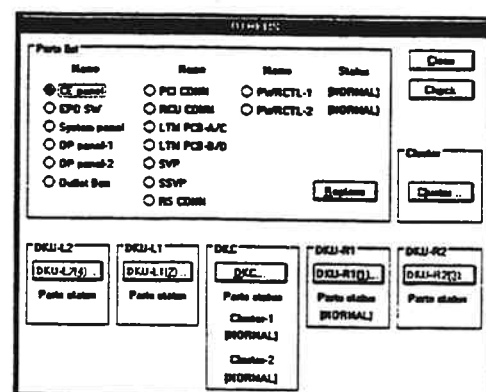 OTHERS
Parts list
Name Name Name Status
CE panel PCI CONN PWRCTL-1 [NORMAL]
EPO SW RCU CONN PWRCTL-2 [NORMAL]
System panel LTM PCB-A/C
OP panel-1 LTM PCB-B/D
OP panel-2 SVP
Outlet Box SSVP
RS CONN
Replace
Close
Check
Cluster
Cluster...
DKU-L2 DKU-L1 DKC DKU-R1 DKU-R2
DKU-L2(4)... DKU-L1(2)... DKC... DKU-R1(1)... DKU-R2(3)
Parts status Parts status Parts status Parts status Parts status
Cluster-1 [NORMAL]
[NORMAL]
Cluster-2
[NORMAL]